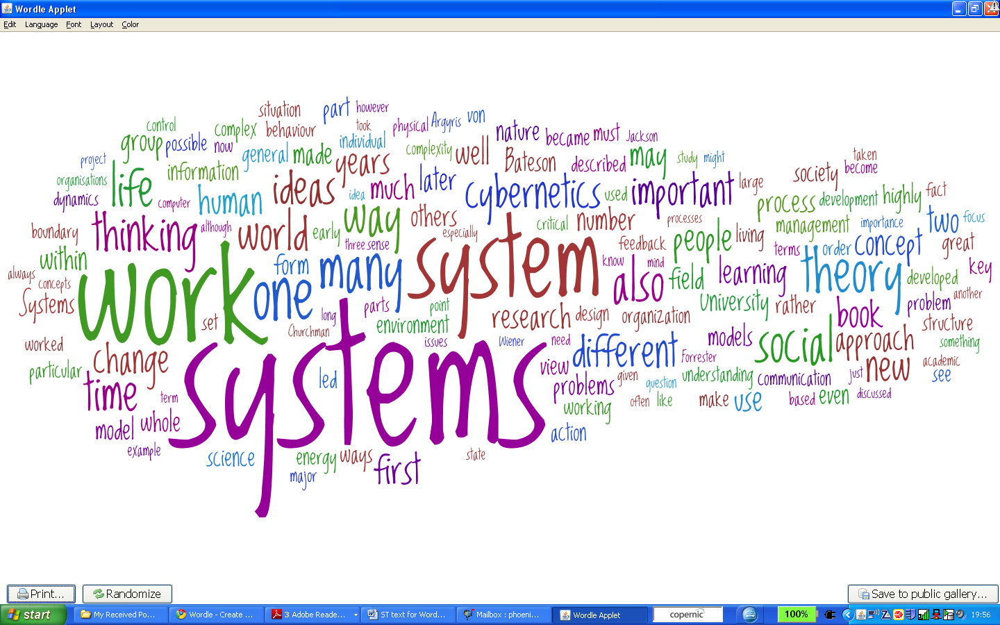 Wordle Applet
Edit Language Font Layout Color
situation part however
control complex behaviour took physical Argyris von
group possible now individual nature became must Jackson
project general made years complexity well Bateson described may study might taken
organisations information life ideas idea much later cybernetics used important large society become
dynamics computer human way others process development highly fact
boundary thinking although world early three sense especially critical number processes people living management importance two focus
within form many system feedback know mind terms order concept great
always concepts work one also field learning theory developed key
Systems set long parts point research design organization University rather book problem another
worked Churchman environment issues Wiener need different Forrester models social approach structure something
particular change led view given question understanding communication just new academic see
time term problems often like make use based even discussed
model whole systems working
example science energy ways first state action
major
Print...
Randomize
Save to public gallery...
start
My Received Po...
Wordle - Create ...
3 Adobe Reade...
ST text for Word...
Mailbox : phoeni...
Wordle Applet
copernic
100%
19:56